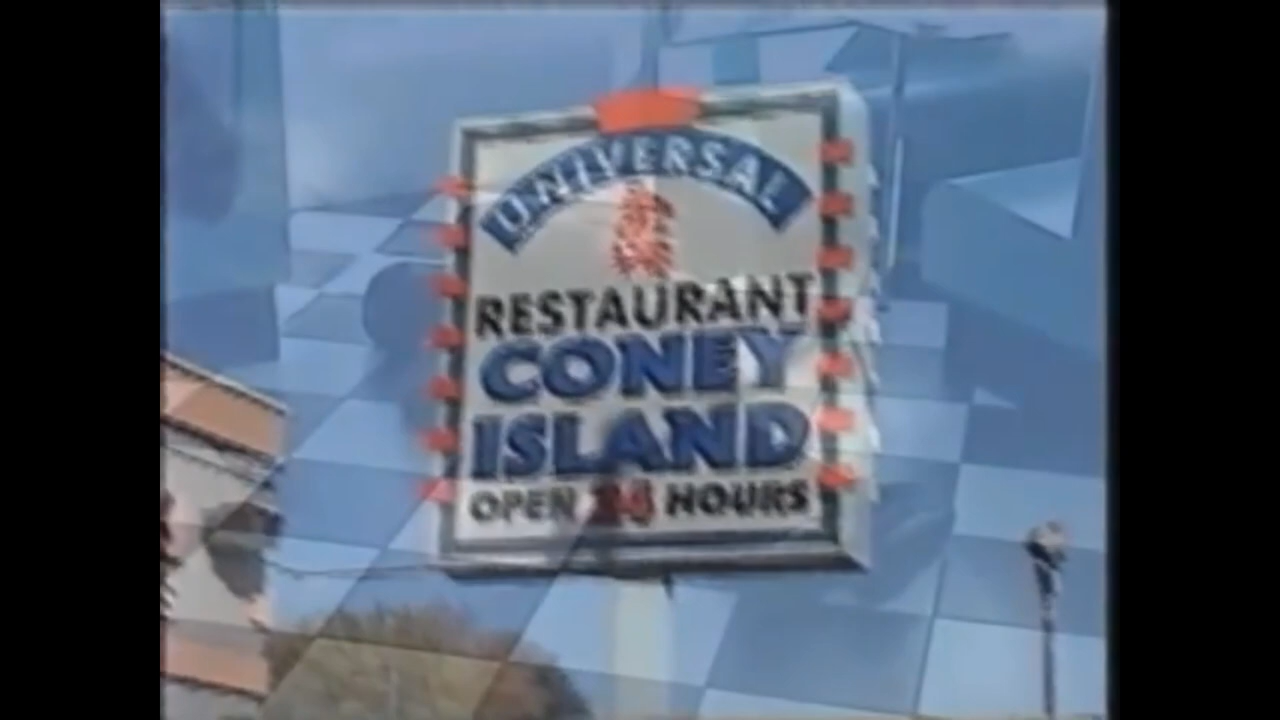 UNIVERSAL
RESTAURANT
CONEY
ISLAND
OPEN 24 HOURS